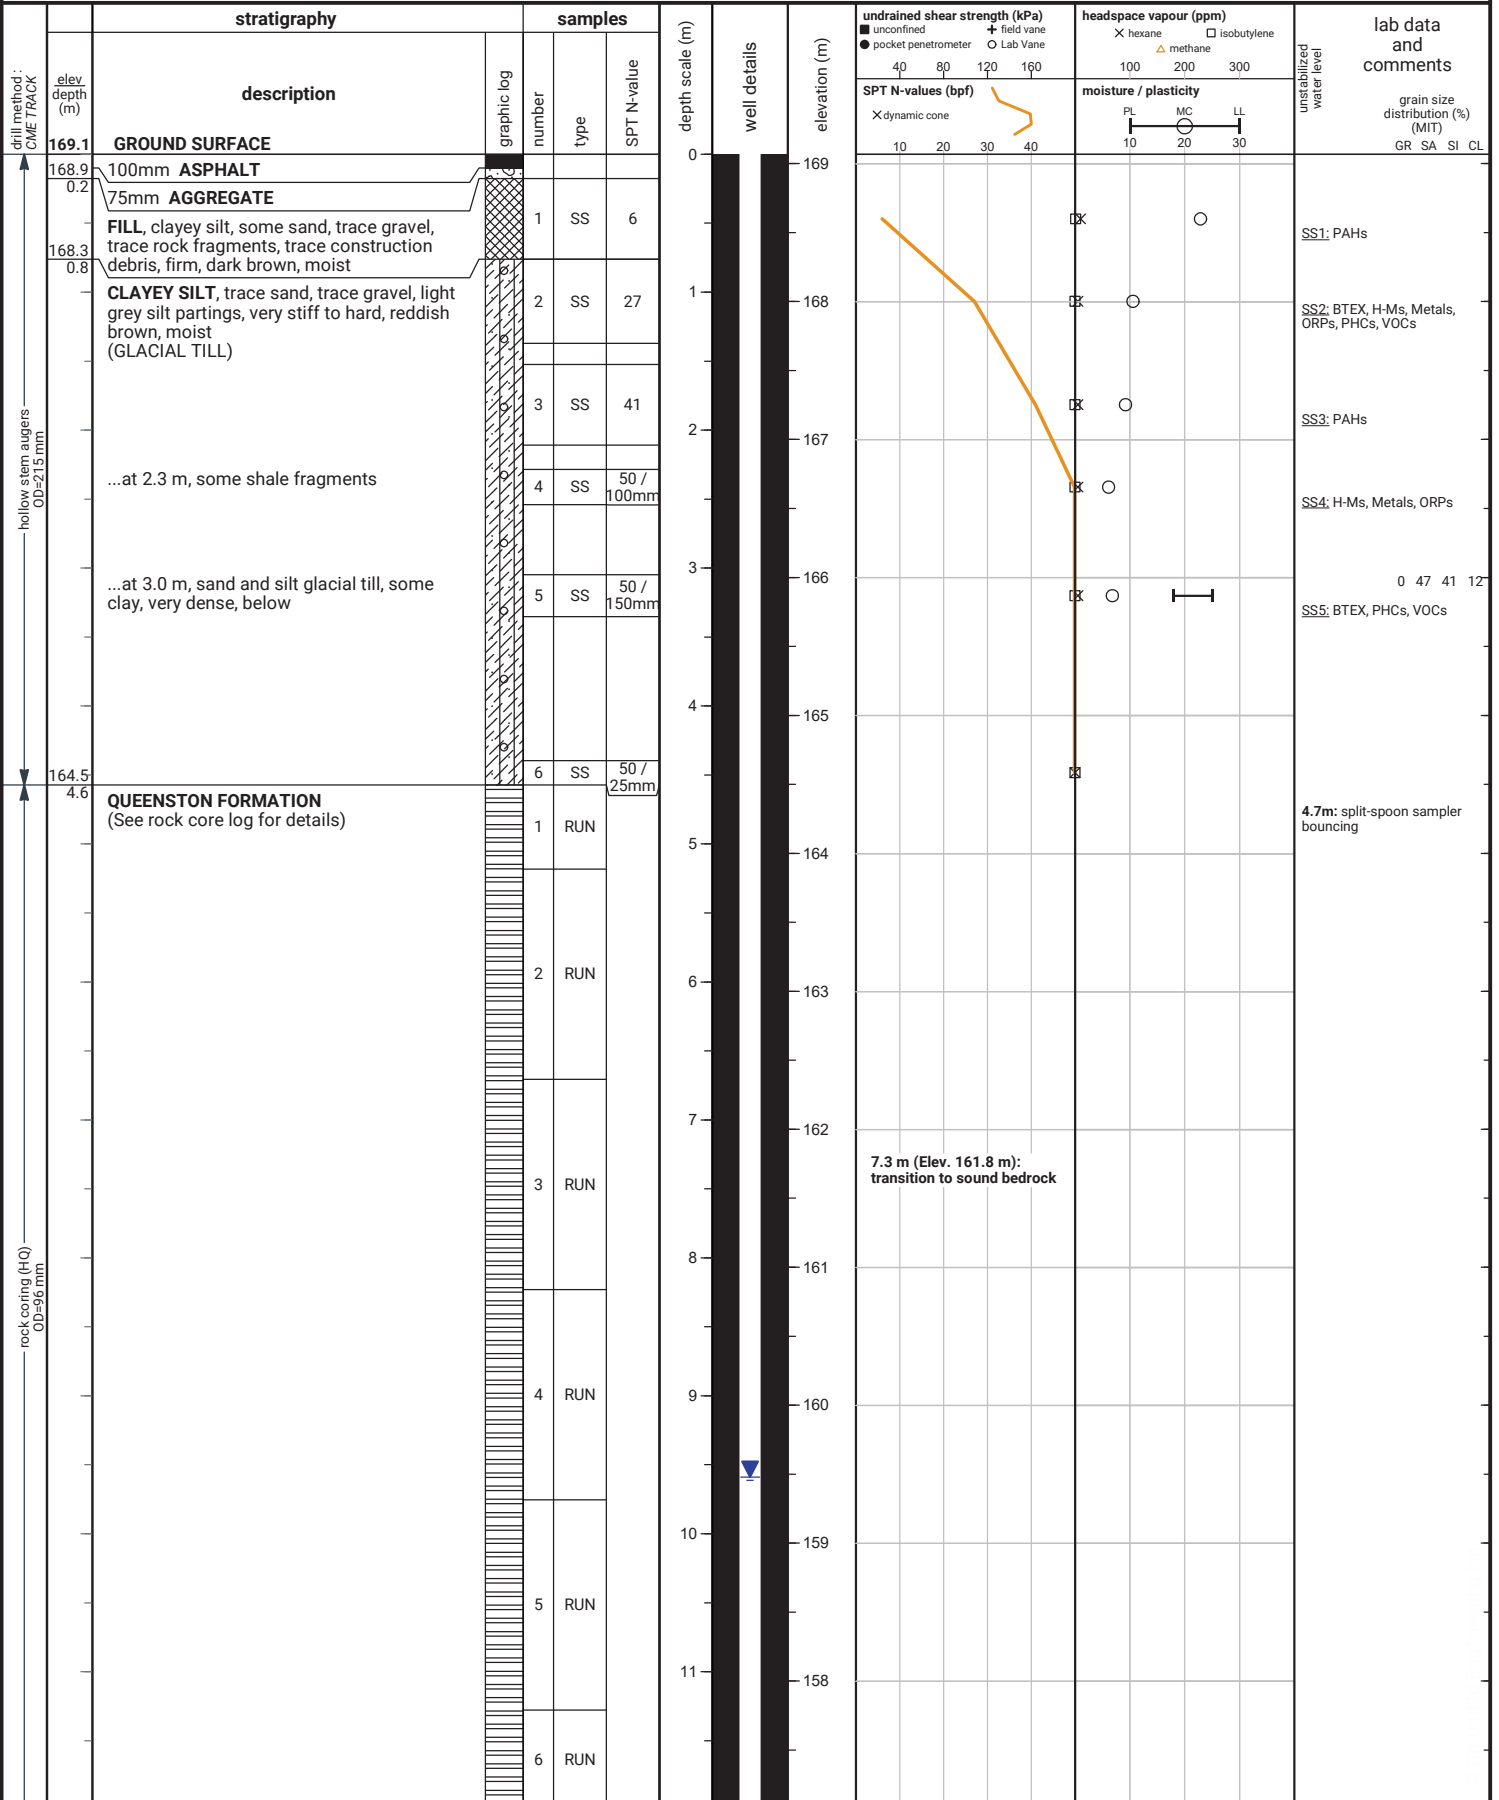 stratigraphy
samples
drill method :
CME TRACK
elev
depth
(m)
description
graphic log
number
type
SPT N-value
depth scale (m)
well details
elevation (m)
undrained shear strength (kPa)
unconfined
field vane
pocket penetrometer
Lab Vane
40 80 120 160
SPT N-values (bpf)
dynamic cone
10 20 30 40
headspace vapour (ppm)
hexane
isobutylene
methane
100 200 300
moisture / plasticity
PL MC LL
10 20 30
unstabilized
water level
lab data
and
comments
grain size
distribution (%)
(MIT)
GR SA SI CL
169.1 GROUND SURFACE
168.9
0.2
100mm ASPHALT
75mm AGGREGATE
FILL, clayey silt, some sand, trace gravel,
trace rock fragments, trace construction
debris, firm, dark brown, moist
168.3
0.8
CLAYEY SILT, trace sand, trace gravel, light
grey silt partings, very stiff to hard, reddish
brown, moist
(GLACIAL TILL)
...at 2.3 m, some shale fragments
...at 3.0 m, sand and silt glacial till, some
clay, very dense, below
164.5
4.6
QUEENSTON FORMATION
(See rock core log for details)
hollow stem augers
OD=215 mm
rock coring (HQ)
OD=96 mm
1 SS 6
2 SS 27
3 SS 41
4 SS 50 /
100mm
5 SS 50 /
150mm
6 SS 50 /
25mm
1 RUN
2 RUN
3 RUN
4 RUN
5 RUN
6 RUN
0
1
2
3
4
5
6
7
8
9
10
11
169
168
167
166
165
164
163
162
161
160
159
158
7.3 m (Elev. 161.8 m):
transition to sound bedrock
SS1: PAHs
SS2: BTEX, H-Ms, Metals,
ORPs, PHCs, VOCs
SS3: PAHs
SS4: H-Ms, Metals, ORPs
0 47 41 12
SS5: BTEX, PHCs, VOCs
4.7m: split-spoon sampler
bouncing